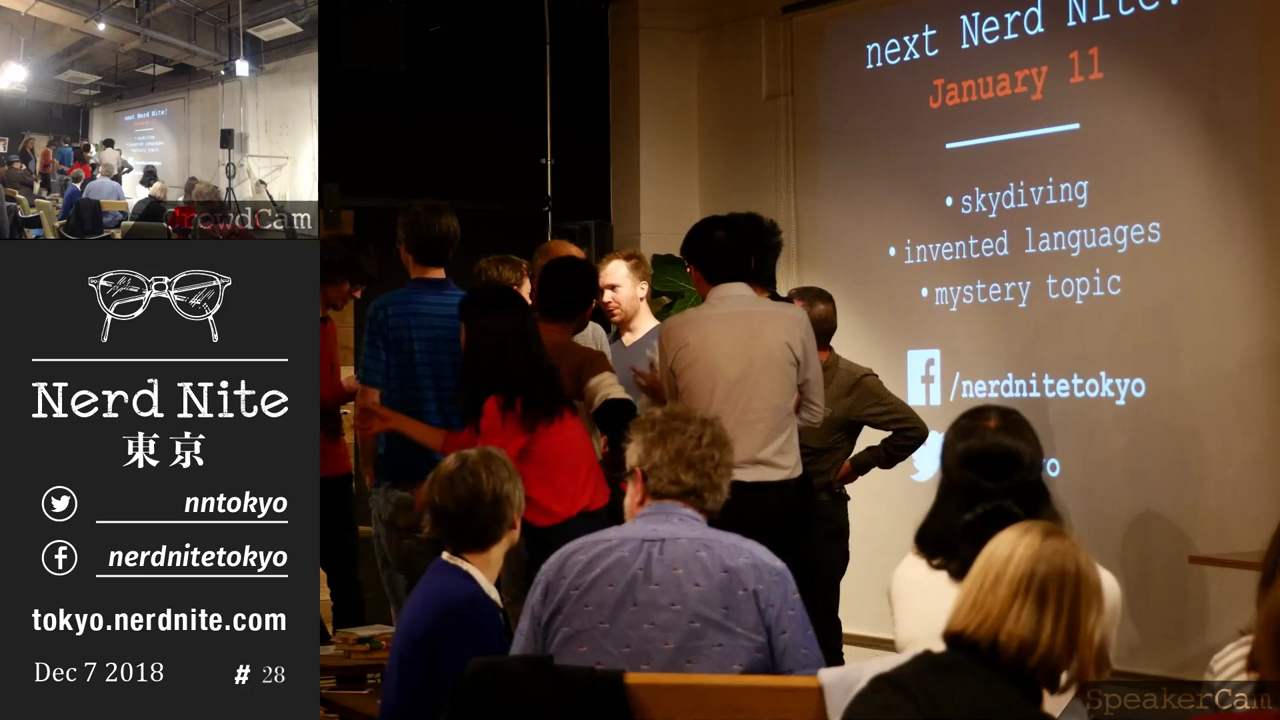 next Nerd Nite:
January 11
• skydiving
• invented languages
• mystery topic
f /nerdnitetokyo
CrowdCam
Nerd Nite
東京
nntokyo
f nerdnitetokyo
tokyo.nerdnite.com
Dec 7 2018 # 28
SpeakerCam